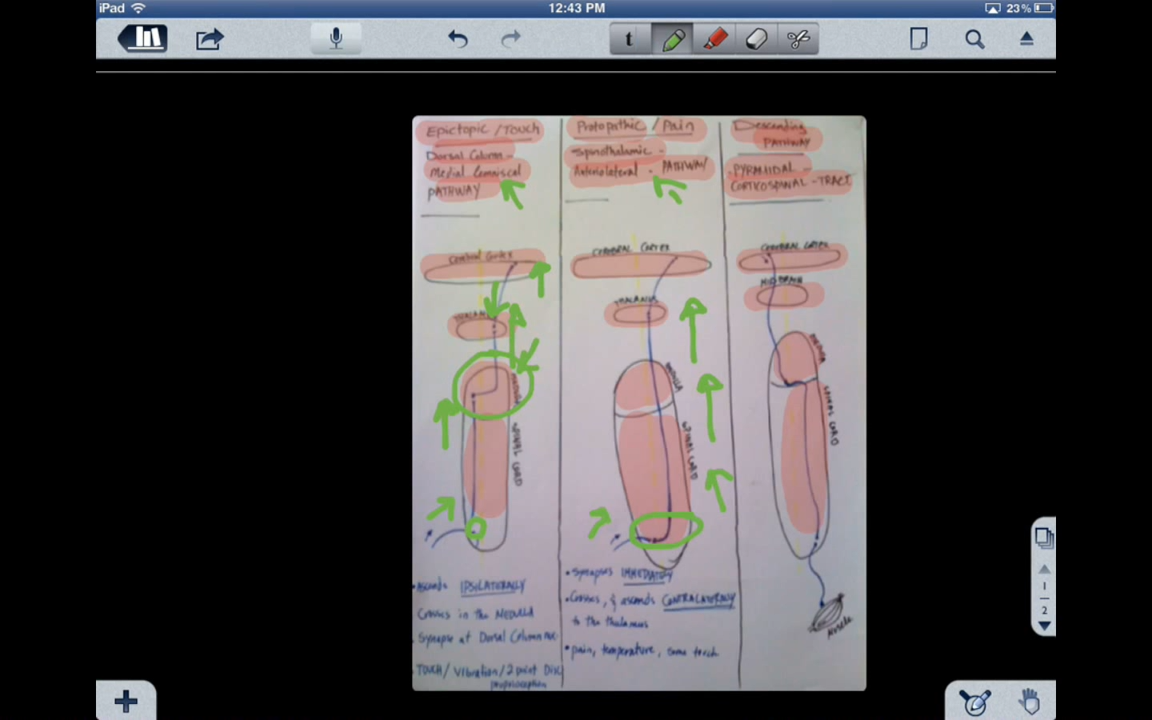 iPad
12:43 PM
23%
t
Epictopic / Touch
Dorsal Column -
Medial Lemniscal
PATHWAY
Protopathic / Pain
Spinothalamic -
Anterolateral - PATHWAY
Descending
PATHWAY
PYRAMIDAL -
CORTICOSPINAL - TRACT
Cerebral Cortex
MEDULLA
SPINAL CORD
CEREBRAL CORTEX
THALAMUS
MEDULLA
SPINAL CORD
CEREBRAL CORTEX
MIDBRAIN
MEDULLA
SPINAL CORD
Muscle
• Ascends IPSILATERALLY
Crosses in the MEDULLA
• Synapse at Dorsal Column nuc
• TOUCH / Vibration / 2 point Disc
proprioception
• Synapses IMMEDIATELY
• Crosses, & ascends CONTRALATERALLY
to the thalamus
• pain, temperature, some touch
1
2